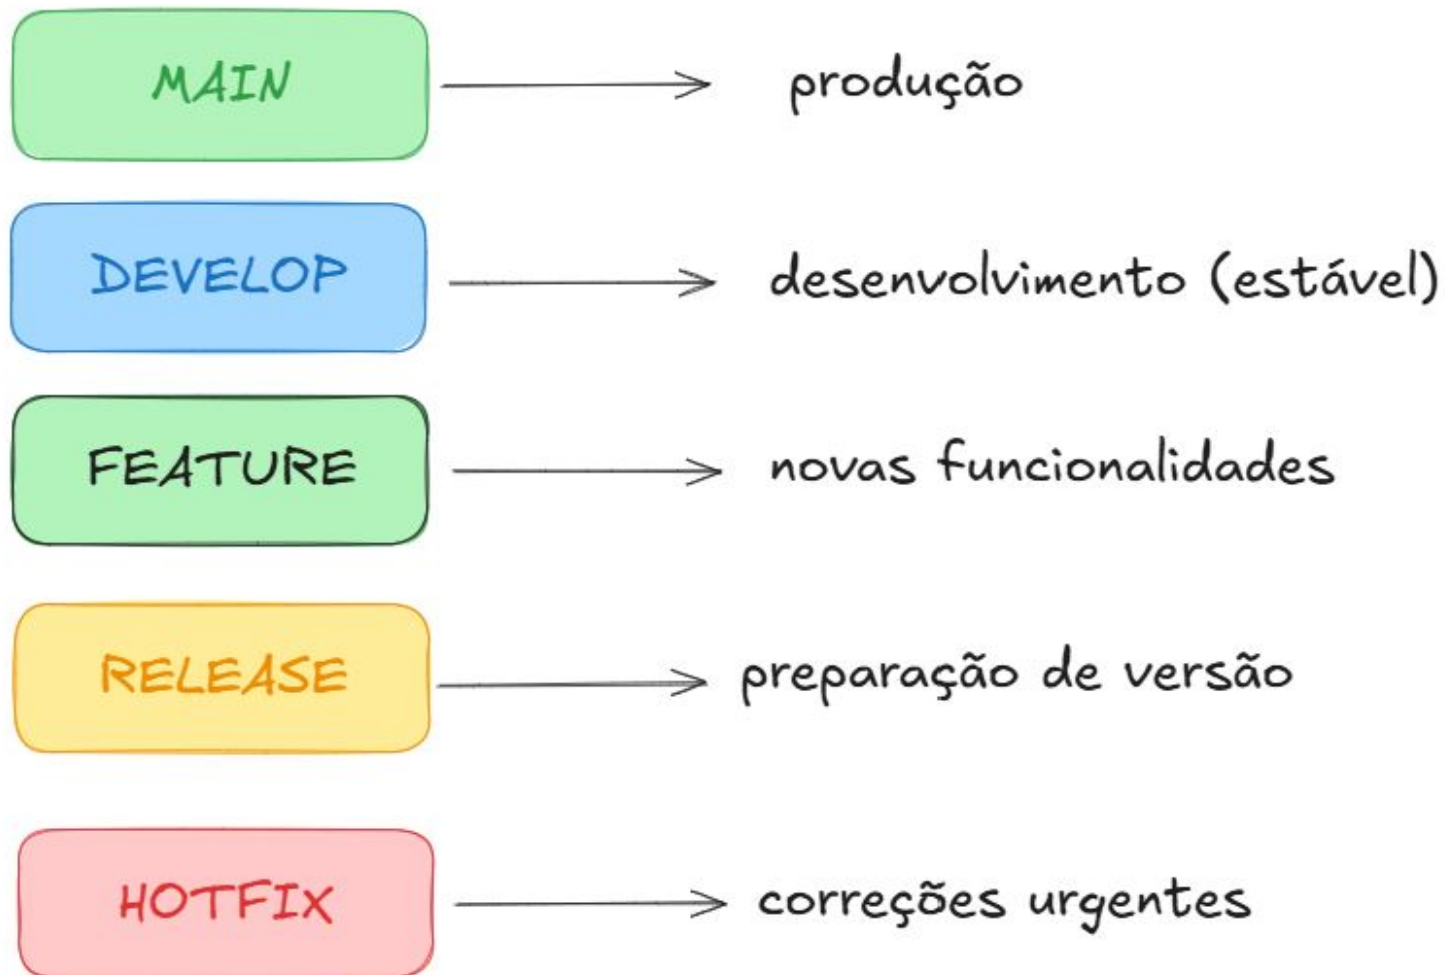 MAIN
produção
DEVELOP
desenvolvimento (estável)
FEATURE
novas funcionalidades
RELEASE
preparação de versão
HOTFIX
correções urgentes